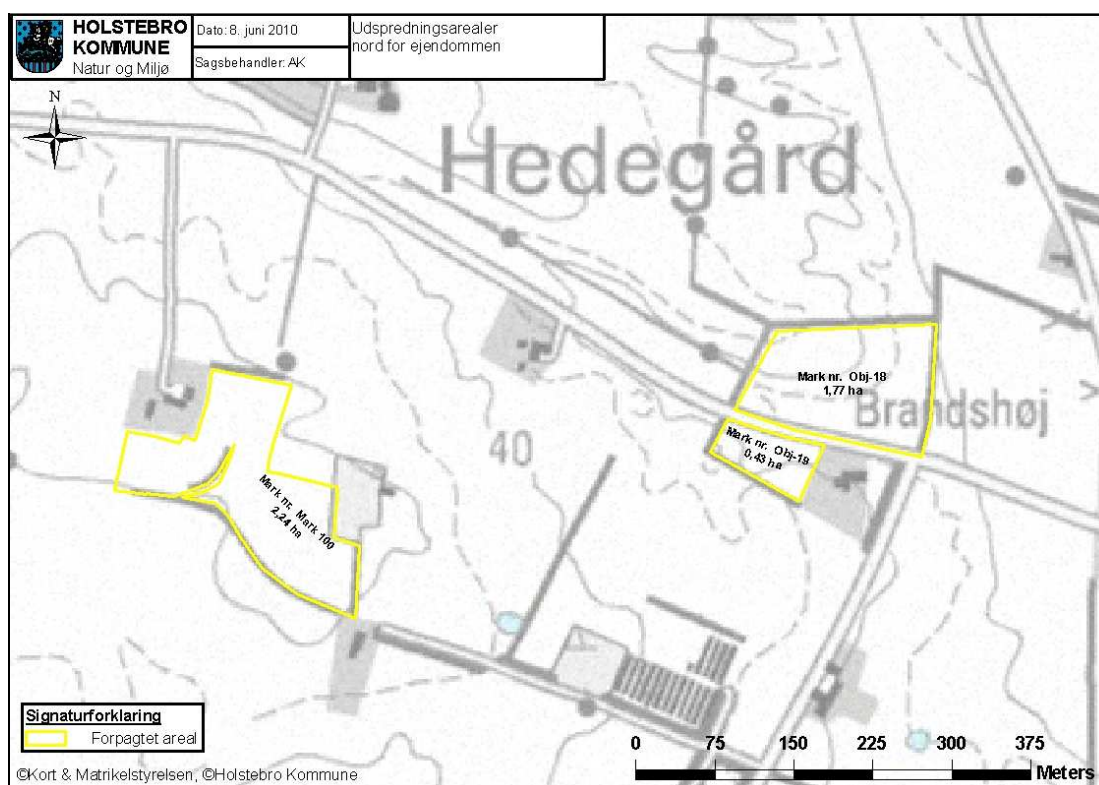 HOLSTEBRO
KOMMUNE
Natur og Miljø
Dato: 8. juni 2010
Sagsbehandler: AK
Udspredningsarealer
nord for ejendommen
N
Hedegård
Mark nr. Obj-18
1,77 ha
Brandshøj
Mark nr. Obj-19
0,43 ha
40
Mark nr. Mark 100
2,24 ha
Signaturforklaring
Forpagtet areal
0 75 150 225 300 375
Meters
©Kort & Matrikelstyrelsen, ©Holstebro Kommune